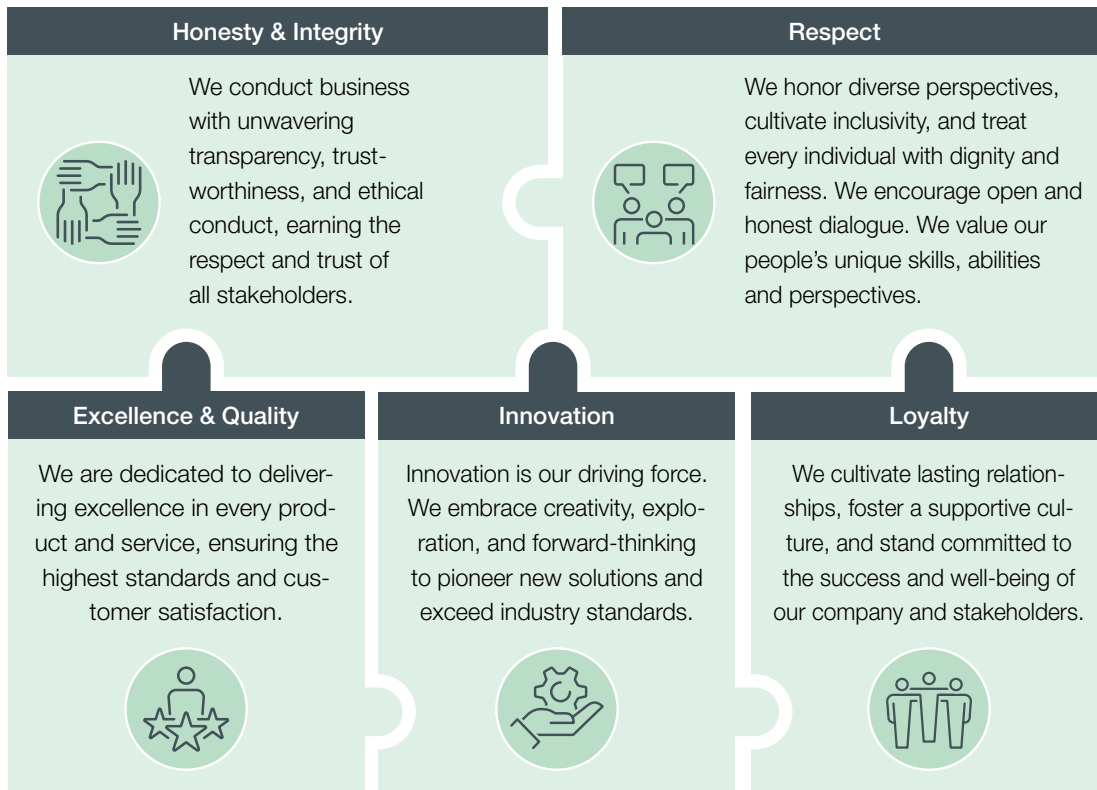 Honesty & Integrity
We conduct business
with unwavering
transparency, trust-
worthiness, and ethical
conduct, earning the
respect and trust of
all stakeholders.
Respect
We honor diverse perspectives,
cultivate inclusivity, and treat
every individual with dignity and
fairness. We encourage open and
honest dialogue. We value our
people’s unique skills, abilities
and perspectives.
Excellence & Quality
We are dedicated to deliver-
ing excellence in every prod-
uct and service, ensuring the
highest standards and cus-
tomer satisfaction.
Innovation
Innovation is our driving force.
We embrace creativity, explo-
ration, and forward-thinking
to pioneer new solutions and
exceed industry standards.
Loyalty
We cultivate lasting relation-
ships, foster a supportive cul-
ture, and stand committed to
the success and well-being of
our company and stakeholders.